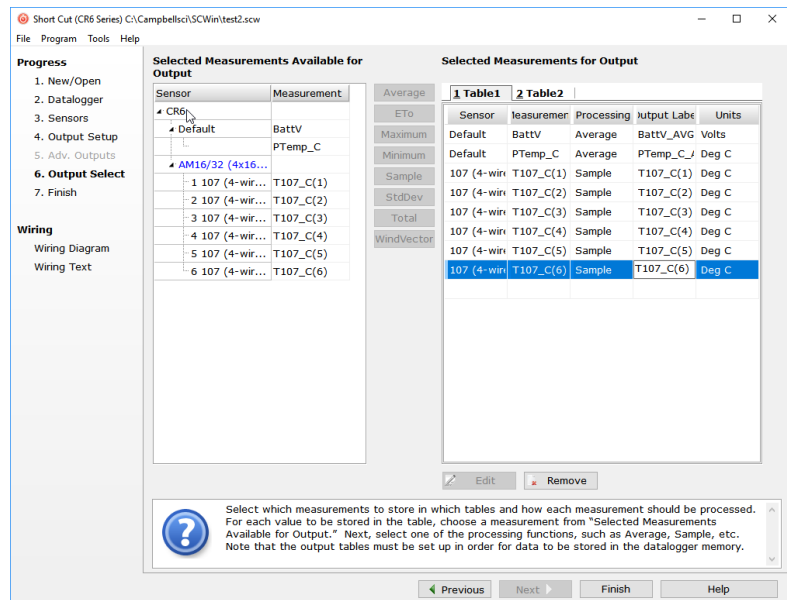 Short Cut (CR6 Series) C:\Campbellsci\SCWin\test2.scw
File Program Tools Help
Progress
1. New/Open
2. Datalogger
3. Sensors
4. Output Setup
5. Adv. Outputs
6. Output Select
7. Finish
Wiring
Wiring Diagram
Wiring Text
Selected Measurements Available for
Output
Sensor Measurement
CR6
Default BattV
PTemp_C
AM16/32 (4x16...
1 107 (4-wir... T107_C(1)
2 107 (4-wir... T107_C(2)
3 107 (4-wir... T107_C(3)
4 107 (4-wir... T107_C(4)
5 107 (4-wir... T107_C(5)
6 107 (4-wir... T107_C(6)
Average
ETo
Maximum
Minimum
Sample
StdDev
Total
WindVector
Selected Measurements for Output
1 Table1 2 Table2
Sensor Measuremen Processing Output Labe Units
Default BattV Average BattV_AVG Volts
Default PTemp_C Average PTemp_C_A Deg C
107 (4-wire T107_C(1) Sample T107_C(1) Deg C
107 (4-wire T107_C(2) Sample T107_C(2) Deg C
107 (4-wire T107_C(3) Sample T107_C(3) Deg C
107 (4-wire T107_C(4) Sample T107_C(4) Deg C
107 (4-wire T107_C(5) Sample T107_C(5) Deg C
107 (4-wire T107_C(6) Sample T107_C(6) Deg C
Edit Remove
Select which measurements to store in which tables and how each measurement should be processed.
For each value to be stored in the table, choose a measurement from “Selected Measurements
Available for Output.” Next, select one of the processing functions, such as Average, Sample, etc.
Note that the output tables must be set up in order for data to be stored in the datalogger memory.
Previous Next Finish Help